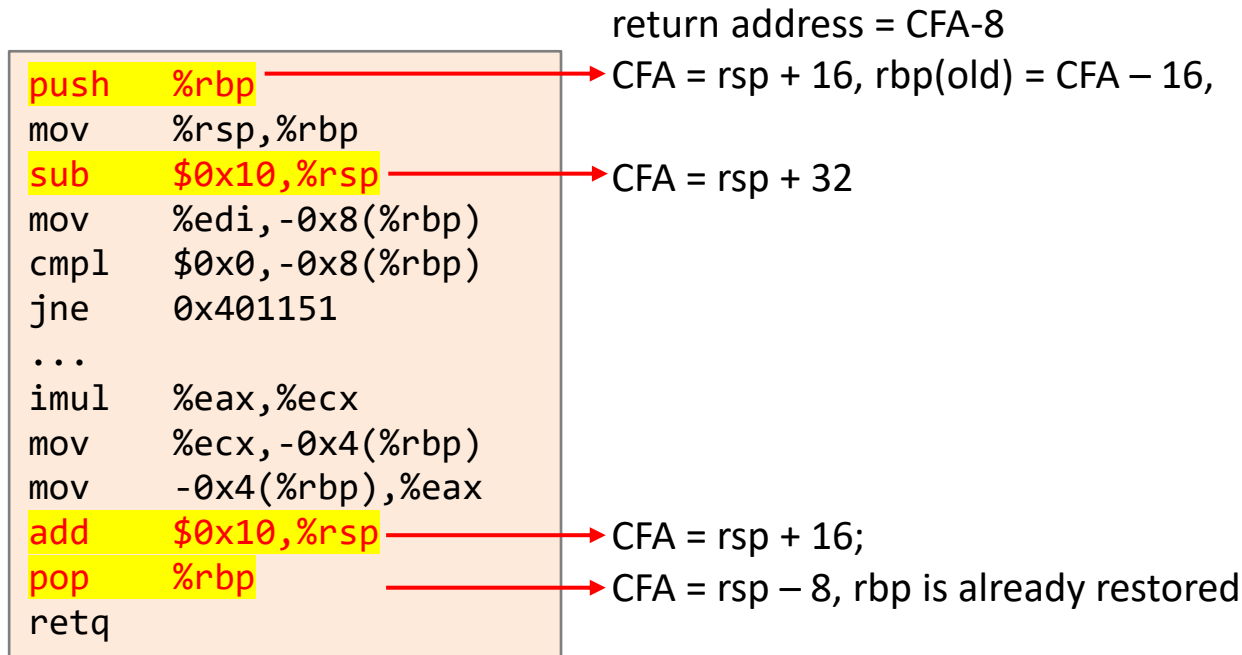 return address = CFA-8
push %rbp CFA = rsp + 16, rbp(old) = CFA – 16,
mov %rsp,%rbp
sub $0x10,%rsp CFA = rsp + 32
mov %edi,-0x8(%rbp)
cmpl $0x0,-0x8(%rbp)
jne 0x401151
...
imul %eax,%ecx
mov %ecx,-0x4(%rbp)
mov -0x4(%rbp),%eax
add $0x10,%rsp CFA = rsp + 16;
pop %rbp CFA = rsp – 8, rbp is already restored
retq